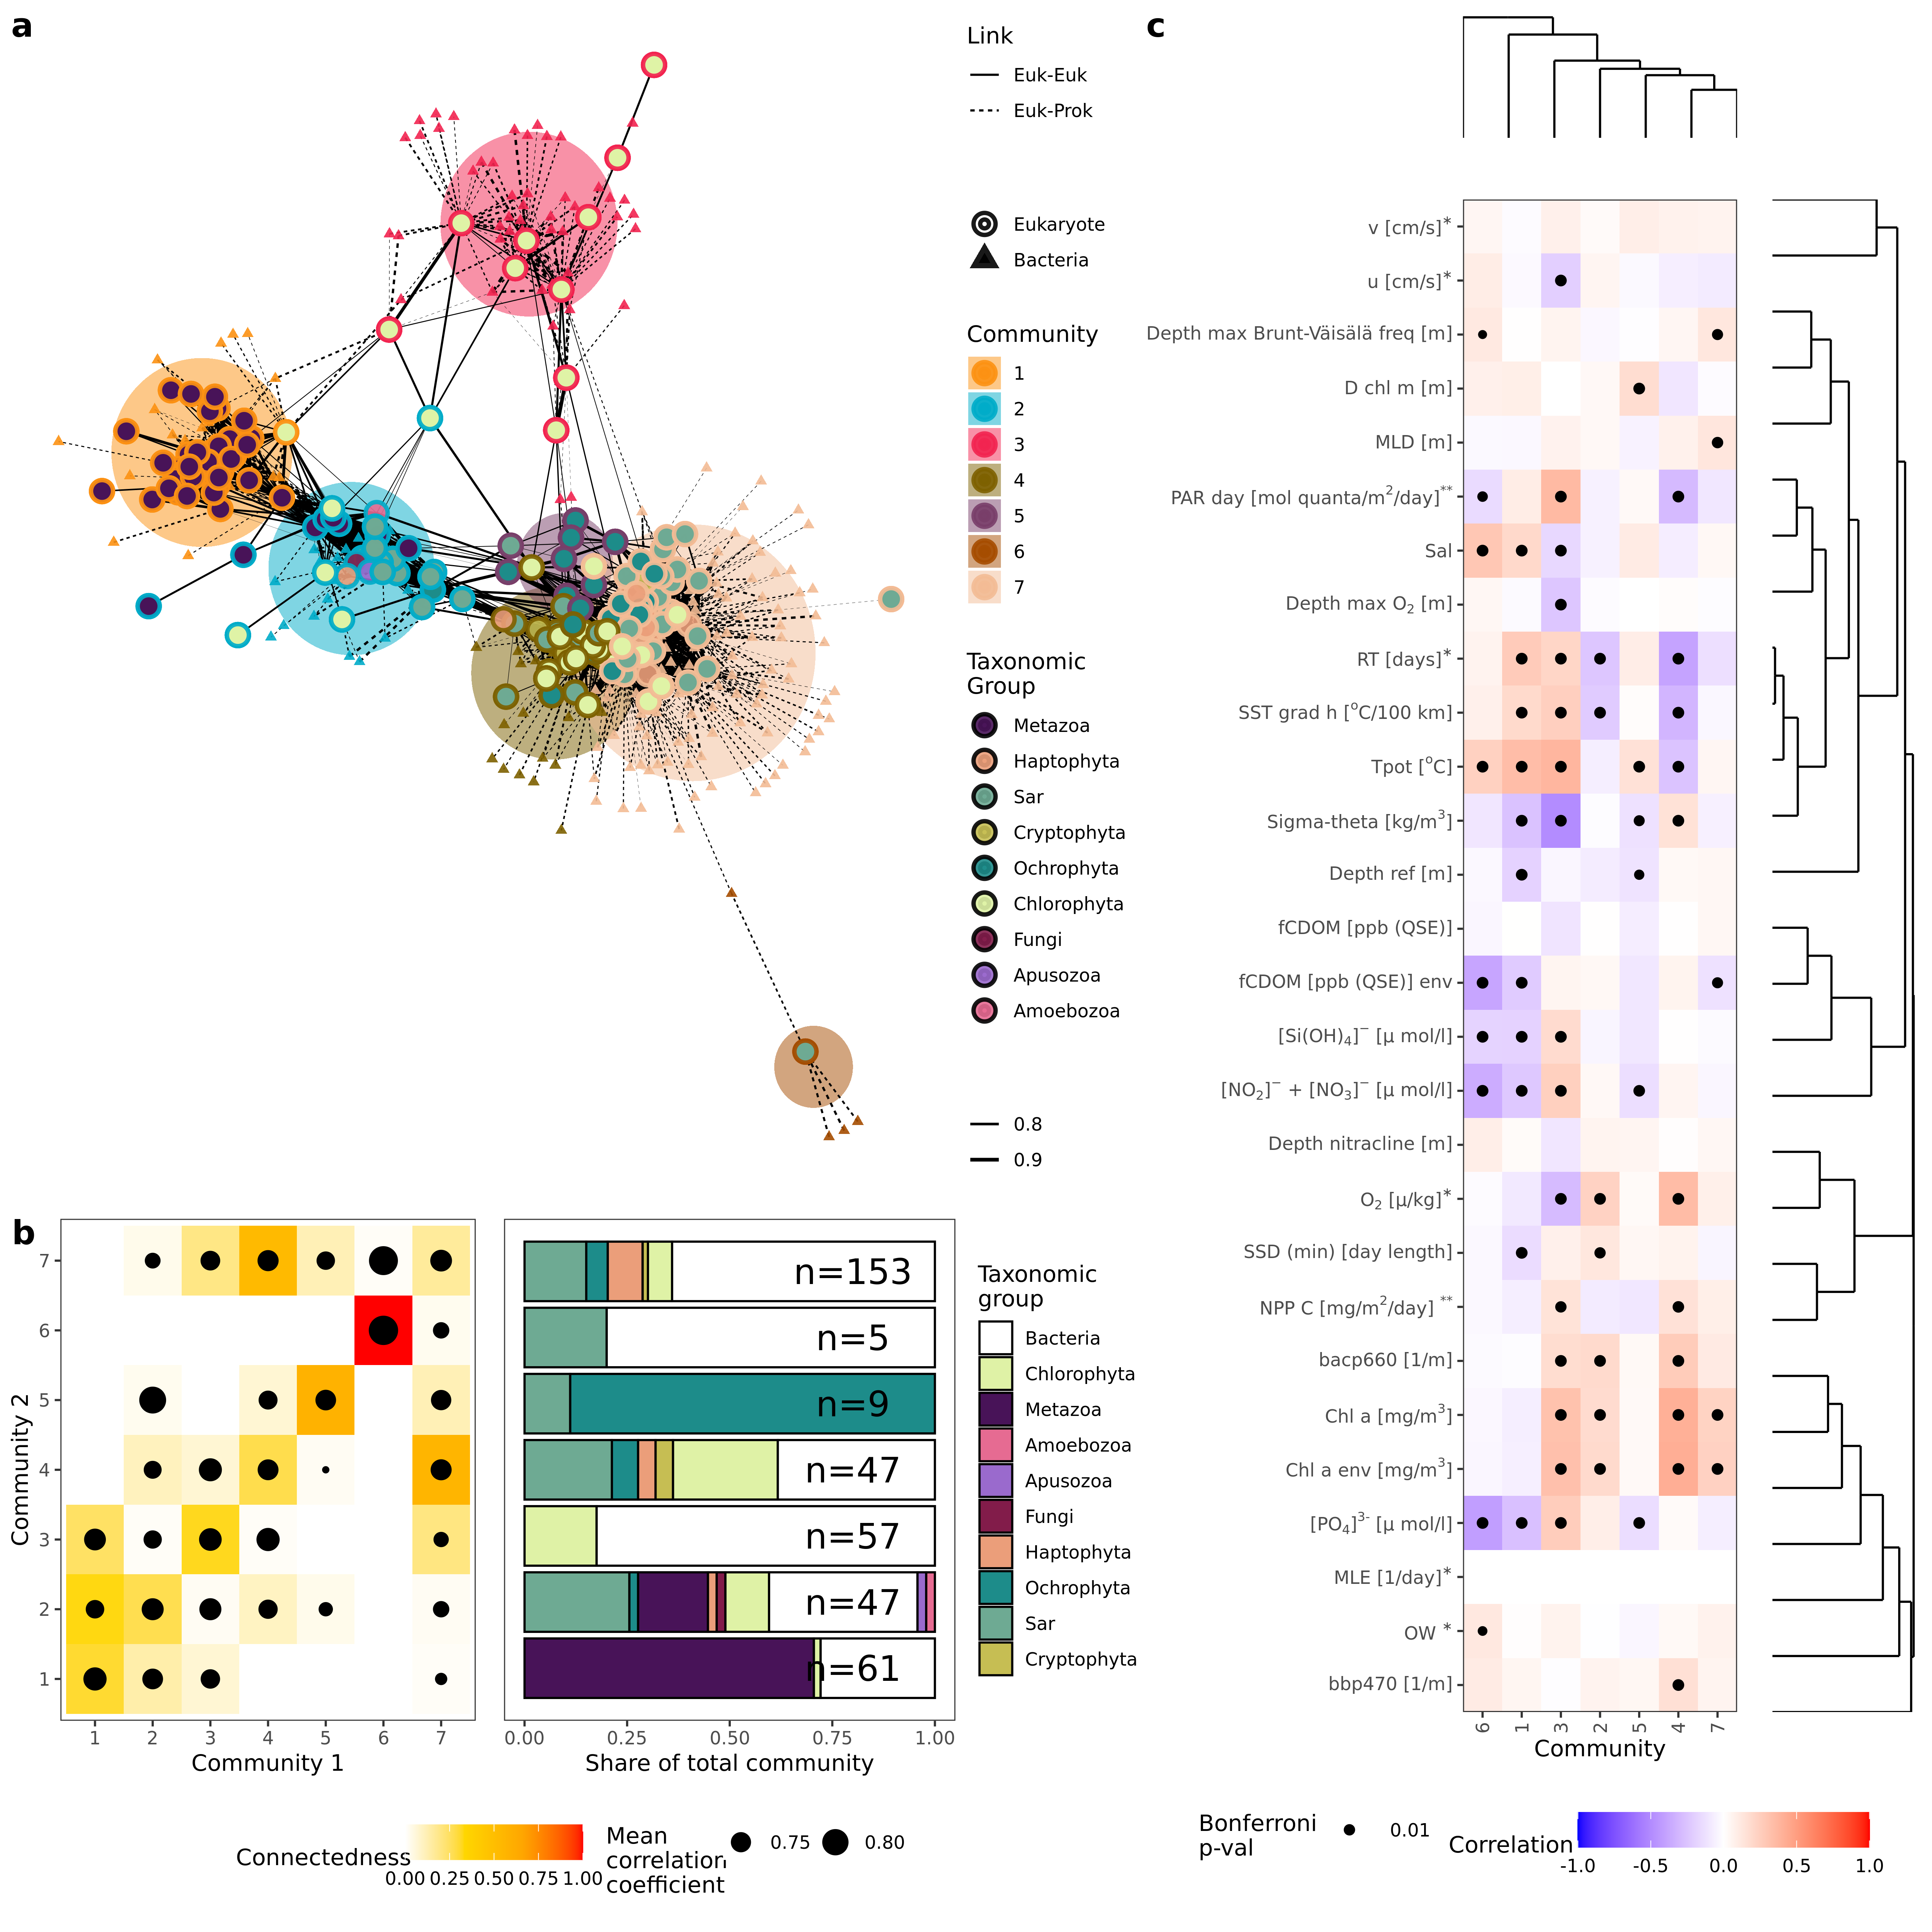 a
Link
Euk-Euk
Euk-Prok
Eukaryote
Bacteria
Community
1
2
3
4
5
6
7
Taxonomic
Group
Metazoa
Haptophyta
Sar
Cryptophyta
Ochrophyta
Chlorophyta
Fungi
Apusozoa
Amoebozoa
0.8
0.9
b
Community 2
7
6
5
4
3
2
1
1 2 3 4 5 6 7
Community 1
n=153
n=5
n=9
n=47
n=57
n=47
n=61
0.00 0.25 0.50 0.75 1.00
Share of total community
Taxonomic
group
Bacteria
Chlorophyta
Metazoa
Amoebozoa
Apusozoa
Fungi
Haptophyta
Ochrophyta
Sar
Cryptophyta
Connectedness
0.00 0.25 0.50 0.75 1.00
Mean
correlation
coefficient
0.75 0.80
c
v [cm/s]*
u [cm/s]*
Depth max Brunt-Väisälä freq [m]
D chl m [m]
MLD [m]
PAR day [mol quanta/m²/day]**
Sal
Depth max O₂ [m]
RT [days]*
SST grad h [°C/100 km]
Tpot [°C]
Sigma-theta [kg/m³]
Depth ref [m]
fCDOM [ppb (QSE)]
fCDOM [ppb (QSE)] env
[Si(OH)₄]⁻ [µ mol/l]
[NO₂]⁻ + [NO₃]⁻ [µ mol/l]
Depth nitracline [m]
O₂ [µ/kg]*
SSD (min) [day length]
NPP C [mg/m²/day] **
bacp660 [1/m]
Chl a [mg/m³]
Chl a env [mg/m³]
[PO₄]³⁻ [µ mol/l]
MLE [1/day]*
OW *
bbp470 [1/m]
6 1 3 2 5 4 7
Community
Bonferroni
p-val
0.01
Correlation
-1.0 -0.5 0.0 0.5 1.0